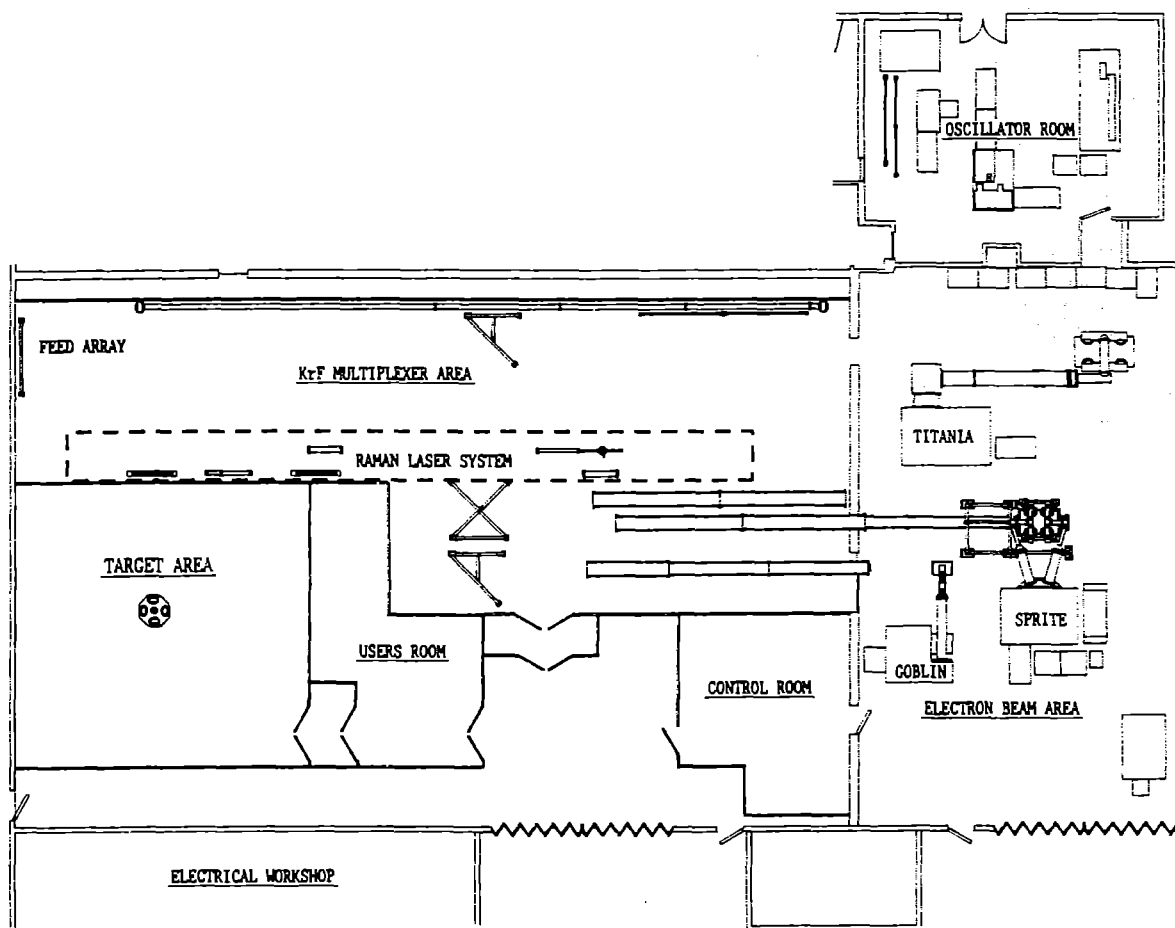 OSCILLATOR ROOM
FEED ARRAY
KrF MULTIPLEXER AREA
TITANIA
RAMAN LASER SYSTEM
TARGET AREA
SPRITE
USERS ROOM
GOBLIN
CONTROL ROOM
ELECTRON BEAM AREA
ELECTRICAL WORKSHOP